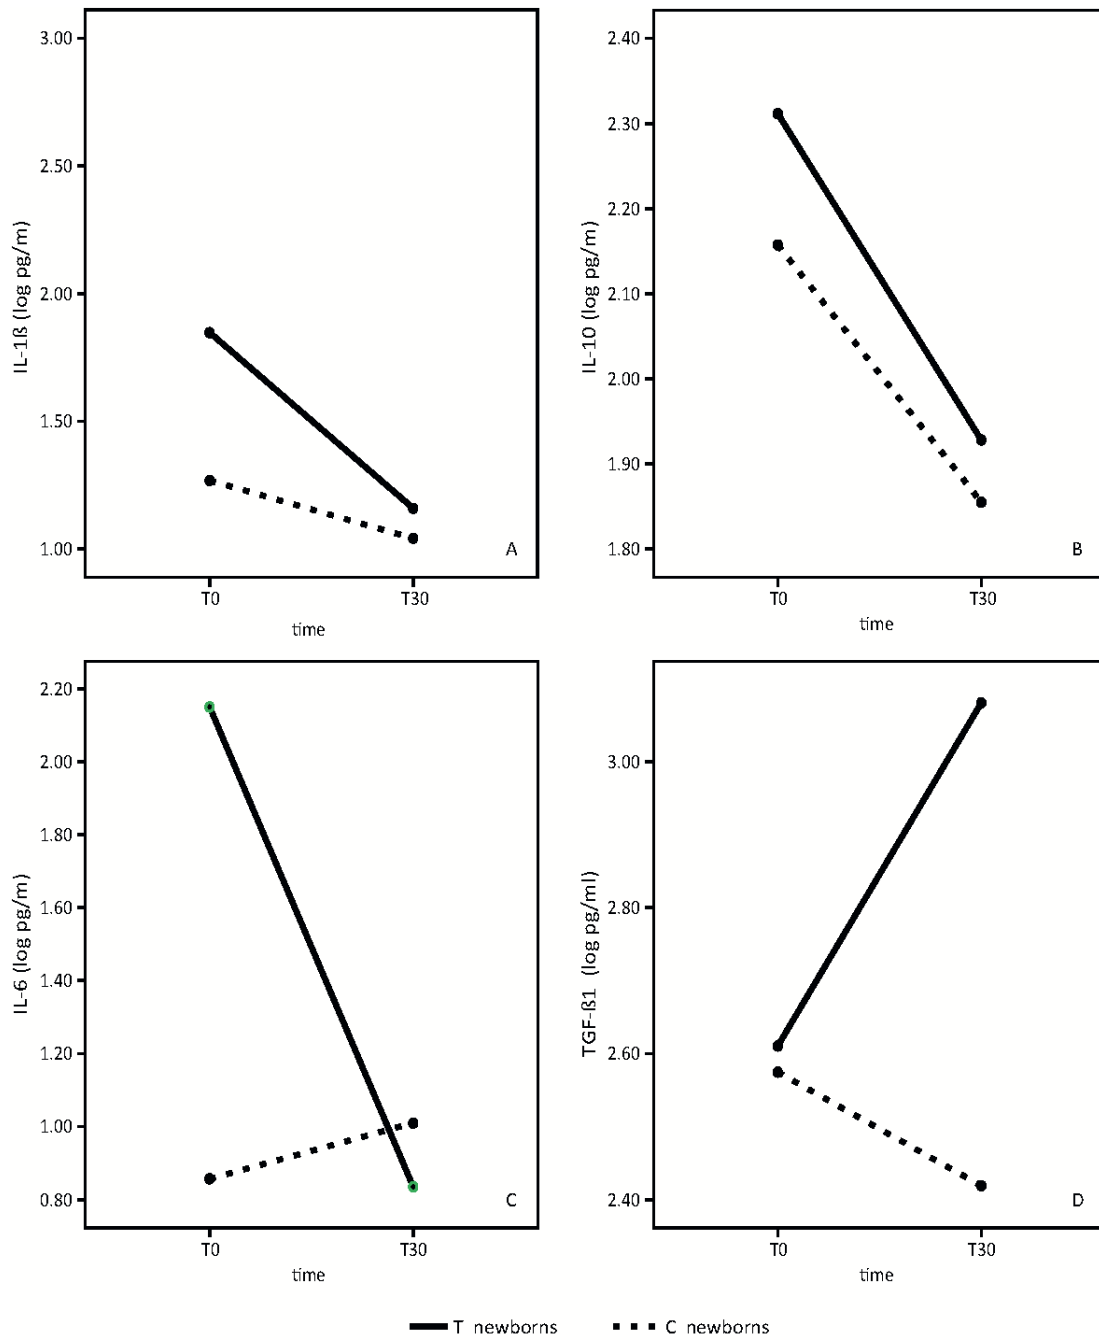 3.00
2.50
2.00
1.50
1.00
IL-1ß (log pg/m)
A
T0 T30
time
2.40
2.30
2.20
2.10
2.00
1.90
1.80
IL-10 (log pg/m)
B
T0 T30
time
2.20
2.00
1.80
1.60
1.40
1.20
1.00
0.80
IL-6 (log pg/m)
C
T0 T30
time
3.00
2.80
2.60
2.40
TGF-ß1 (log pg/ml)
D
T0 T30
time
T newborns C newborns